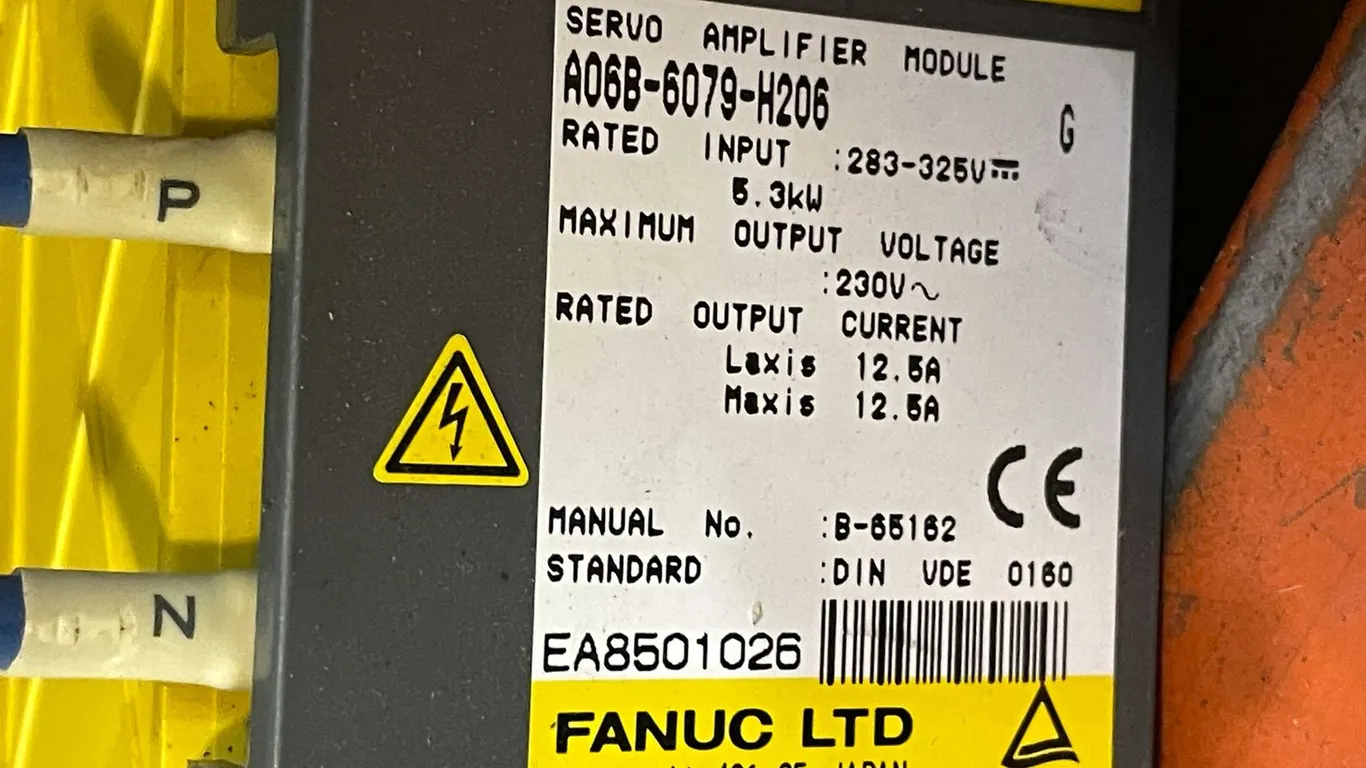 SERVO AMPLIFIER MODULE
A06B-6079-H206 G
RATED INPUT :283-325V
5.3kW
MAXIMUM OUTPUT VOLTAGE
:230V~
RATED OUTPUT CURRENT
Laxis 12.5A
Maxis 12.5A
CE
MANUAL No. :B-65162
STANDARD :DIN VDE 0160
EA8501026
FANUC LTD
JAPAN
P
N